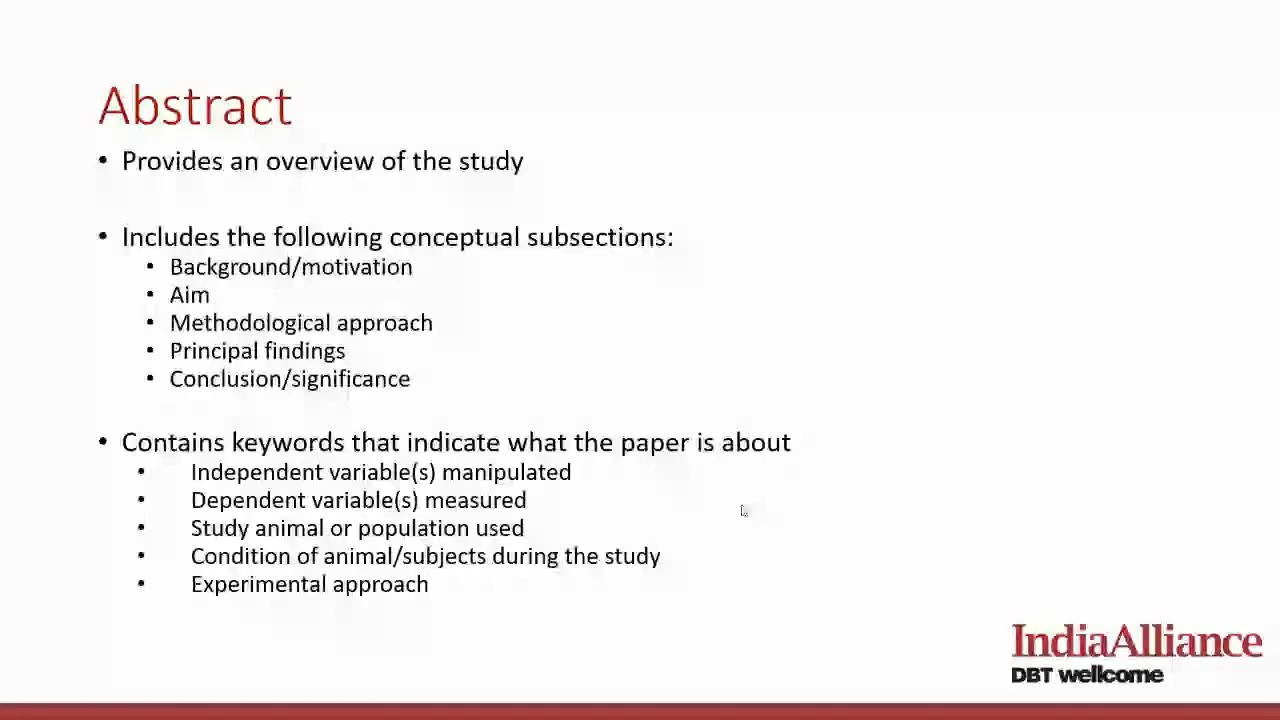 Abstract
• Provides an overview of the study
• Includes the following conceptual subsections:
• Background/motivation
• Aim
• Methodological approach
• Principal findings
• Conclusion/significance
• Contains keywords that indicate what the paper is about
• Independent variable(s) manipulated
• Dependent variable(s) measured
• Study animal or population used
• Condition of animal/subjects during the study
• Experimental approach
IndiaAlliance
DBT wellcome